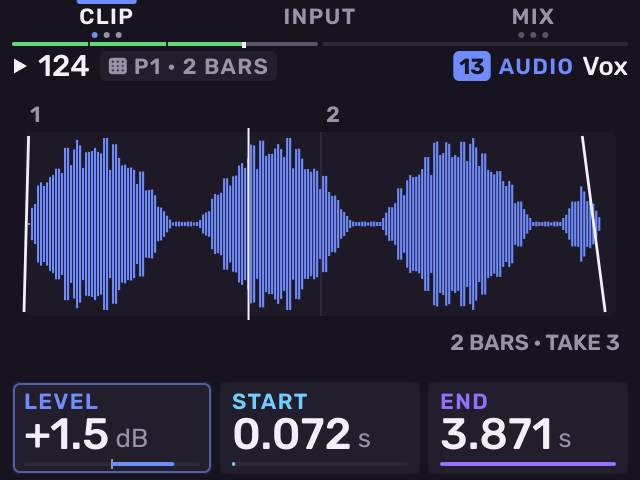 CLIP INPUT MIX
124 P1 • 2 BARS 13 AUDIO Vox
1 2
2 BARS • TAKE 3
LEVEL START END
+1.5 dB 0.072 s 3.871 s